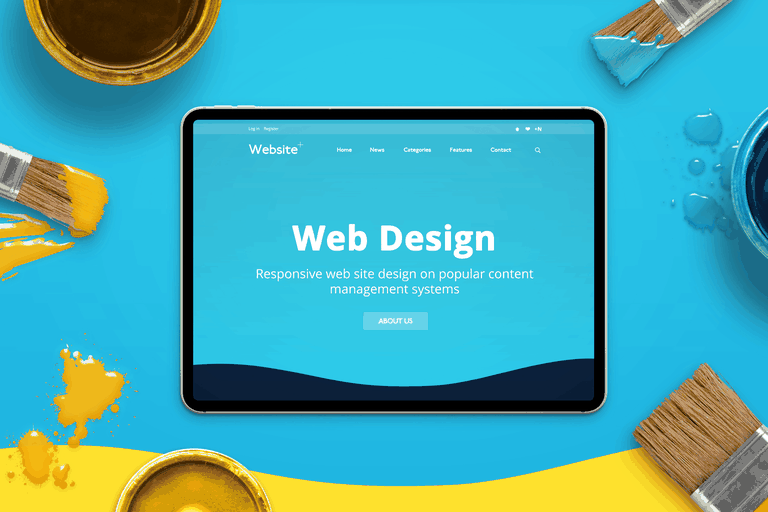 Log in Register
Website+
Home News Categories Features Contact
Web Design
Responsive web site design on popular content
management systems
ABOUT US